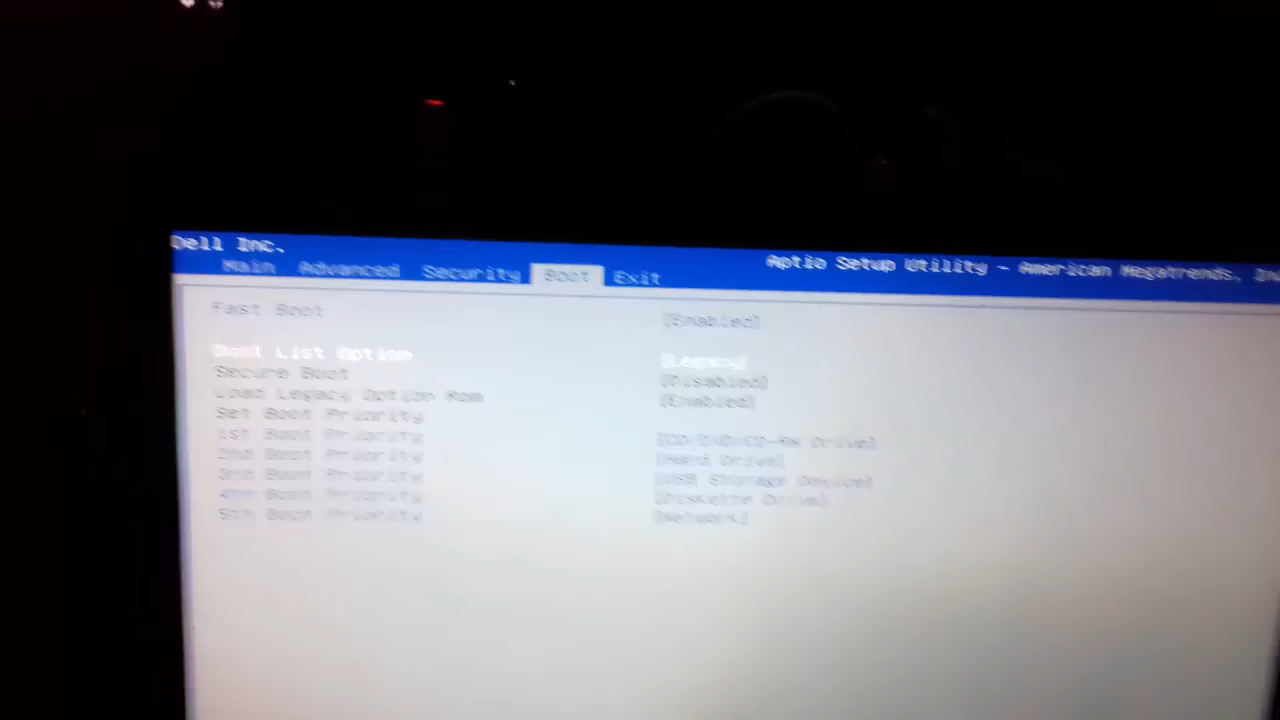 Dell Inc.
Aptio Setup Utility - American Megatrends, In
Main Advanced Security Boot Exit
Fast Boot [Enabled]
Boot List Option [Legacy]
Secure Boot [Disabled]
Load Legacy Option Rom [Enabled]
Set Boot Priority
1st Boot Priority [CD/DVD/CD-RW Drive]
2nd Boot Priority [Hard Drive]
3rd Boot Priority [USB Storage Device]
4th Boot Priority [Diskette Drive]
5th Boot Priority [Network]